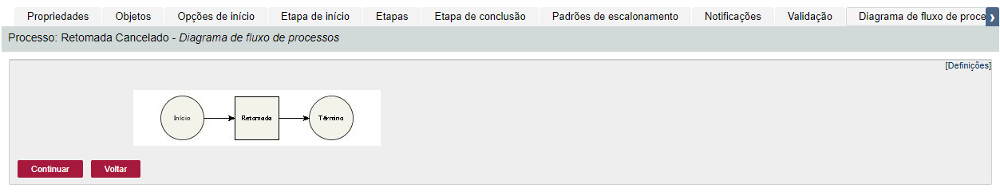 Propriedades Objetos Opções de início Etapa de início Etapas Etapa de conclusão Padrões de escalonamento Notificações Validação Diagrama de fluxo de proce
Processo: Retomada Cancelado - Diagrama de fluxo de processos
[Definições]
Início Retomada Término
Continuar Voltar